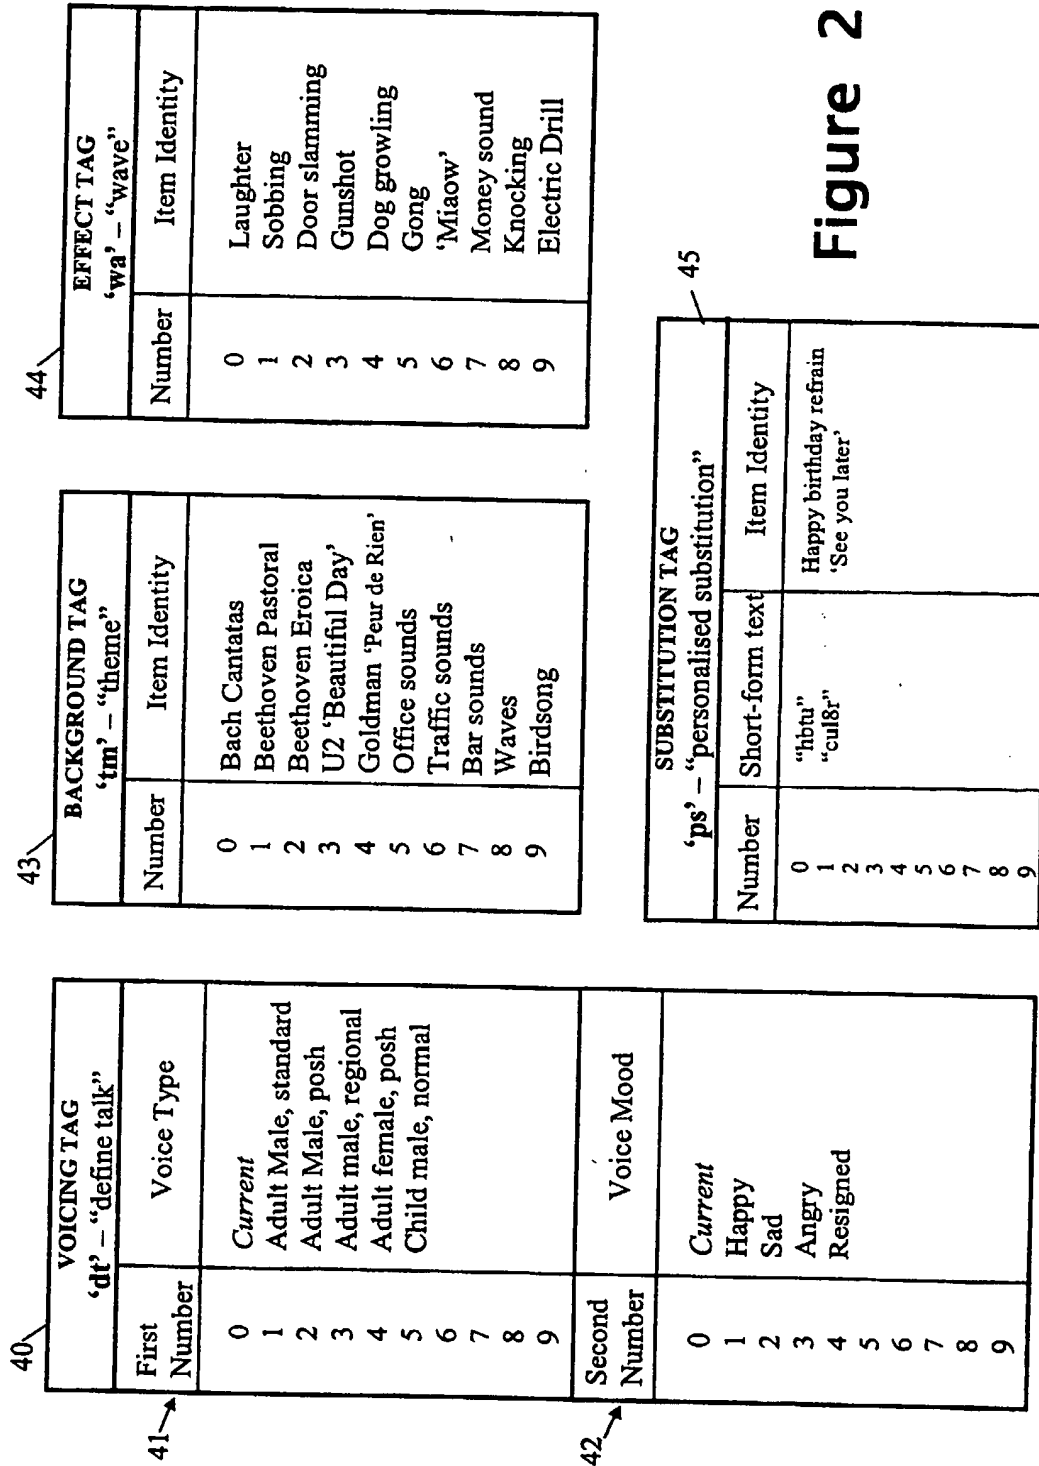 40
VOICING TAG
‘dt’ – “define talk”
First Number Voice Type
41
0 Current
1 Adult Male, standard
2 Adult Male, posh
3 Adult male, regional
4 Adult female, posh
5 Child male, normal
6
7
8
9
42
Second Number Voice Mood
0 Current
1 Happy
2 Sad
3 Angry
4 Resigned
5
6
7
8
9
43
BACKGROUND TAG
‘tm’ – “theme”
Number Item Identity
0 Bach Cantatas
1 Beethoven Pastoral
2 Beethoven Eroica
3 U2 ‘Beautiful Day’
4 Goldman ‘Peur de Rien’
5 Office sounds
6 Traffic sounds
7 Bar sounds
8 Waves
9 Birdsong
44
EFFECT TAG
‘wa’ – “wave”
Number Item Identity
0 Laughter
1 Sobbing
2 Door slamming
3 Gunshot
4 Dog growling
5 Gong
6 ‘Miaow’
7 Money sound
8 Knocking
9 Electric Drill
45
SUBSTITUTION TAG
‘ps’ – “personalised substitution”
Number Short-form text Item Identity
0 “hbtu” Happy birthday refrain
1 “cul8r” ‘See you later’
2
3
4
5
6
7
8
9
Figure 2